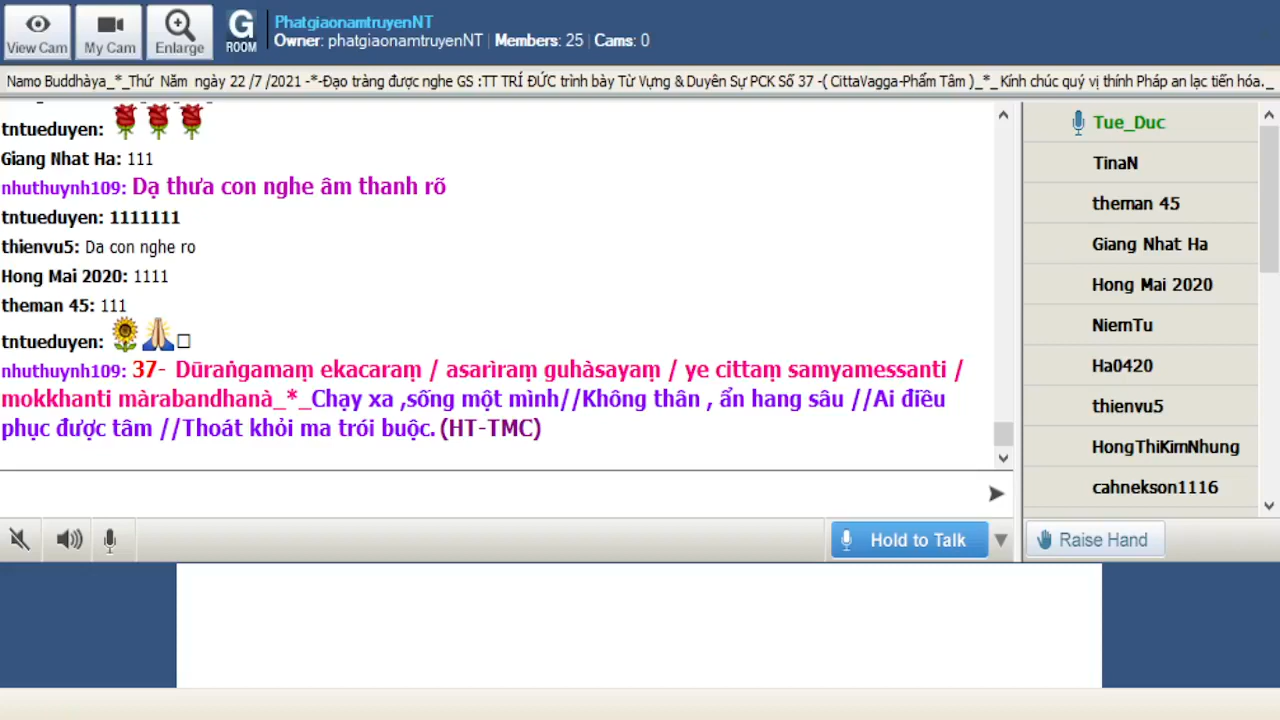 View Cam
My Cam
Enlarge
G
ROOM
PhatgiaonamtruyenNT
Owner: phatgiaonamtruyenNT | Members: 25 | Cams: 0
Namo Buddhàya_*_Thứ Năm ngày 22 /7 /2021 -*-Đạo tràng được nghe GS :TT TRÍ ĐỨC trình bày Từ Vựng & Duyên Sự PCK Số 37 -( CittaVagga-Phẩm Tâm )_*_Kính chúc quý vị thính Pháp an lạc tiến hóa._
tntueduyen:
Giang Nhat Ha: 111
nhuthuynh109: Dạ thưa con nghe âm thanh rõ
tntueduyen: 1111111
thienvu5: Da con nghe ro
Hong Mai 2020: 1111
theman 45: 111
tntueduyen:
nhuthuynh109: 37- Dūraṅgamaṃ ekacaraṃ / asarìraṃ guhàsayaṃ / ye cittaṃ samyamessanti /
mokkhanti màrabandhanà_*_Chạy xa ,sống một mình//Không thân , ẩn hang sâu //Ai điều
phục được tâm //Thoát khỏi ma trói buộc. (HT-TMC)
Hold to Talk
Tue_Duc
TinaN
theman 45
Giang Nhat Ha
Hong Mai 2020
NiemTu
Ha0420
thienvu5
HongThiKimNhung
cahnekson1116
Raise Hand